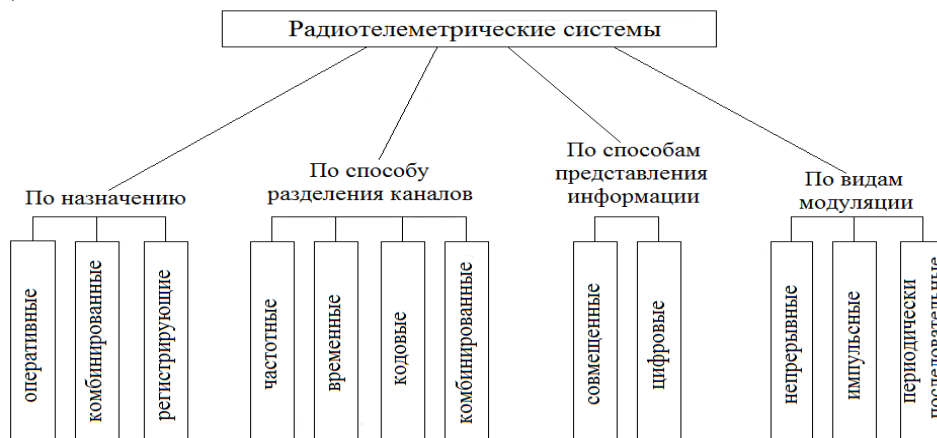 Радиотелеметрические системы
По назначению
По способу
разделения каналов
По способам
представления
информации
По видам
модуляции
оперативные
комбинированные
регистрирующие
частотные
временные
кодовые
комбинированные
совмещенные
цифровые
непрерывные
импульсные
периодически
последовательные